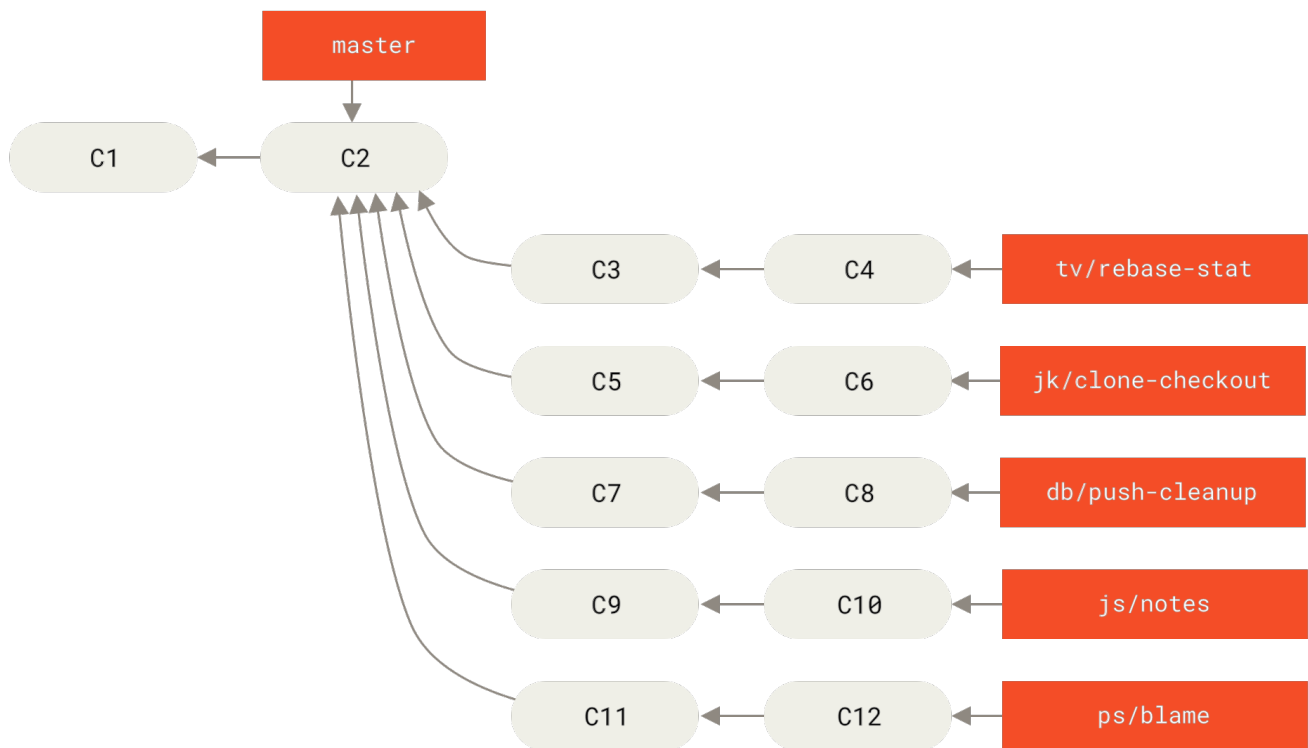 master
C1
C2
C3
C4
tv/rebase-stat
C5
C6
jk/clone-checkout
C7
C8
db/push-cleanup
C9
C10
js/notes
C11
C12
ps/blame